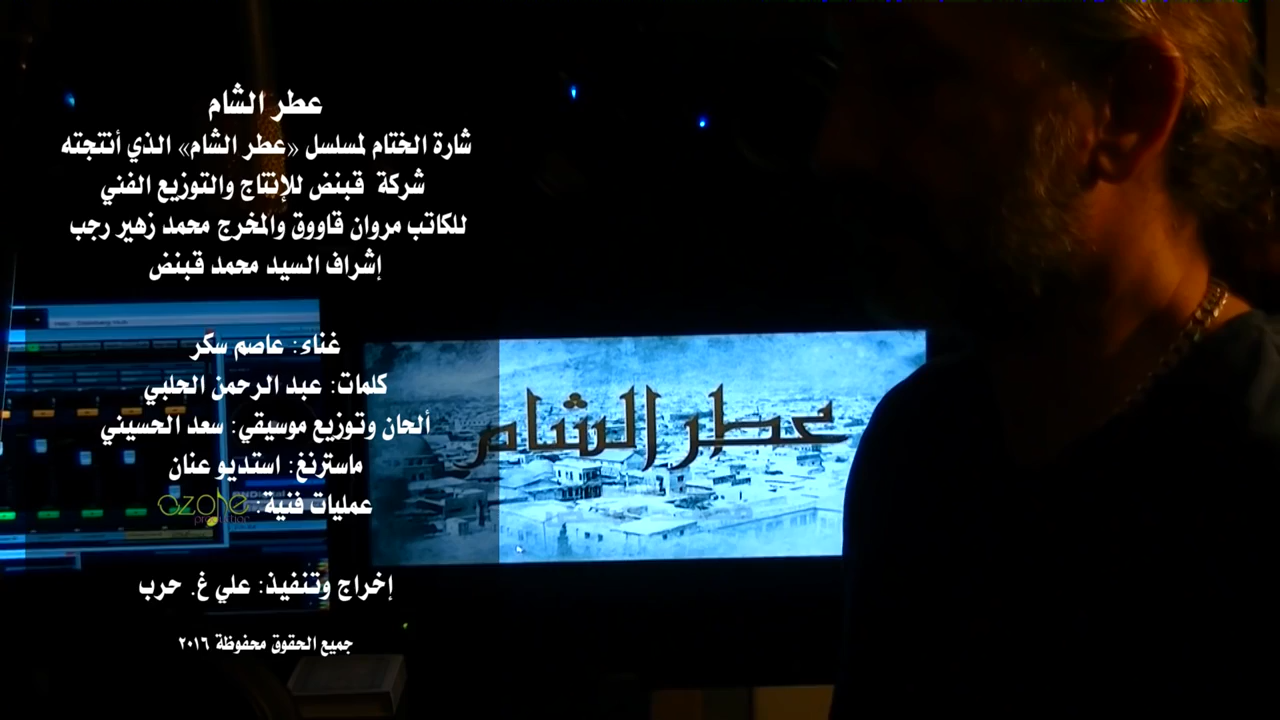 عطر الشام
شارة الختام لمسلسل «عطر الشام» الذي أنتجته
شركة قبنض للإنتاج والتوزيع الفني
للكاتب مروان قاووق والمخرج محمد زهير رجب
إشراف السيد محمد قبنض
غناء: عاصم سكّر
كلمات: عبد الرحمن الحلبي
ألحان وتوزيع موسيقي: سعد الحسيني
ماسترنغ: استديو عنان
عمليات فنية: ozone
production
إخراج وتنفيذ: علي غ. حرب
جميع الحقوق محفوظة ٢٠١٦
عطر الشام